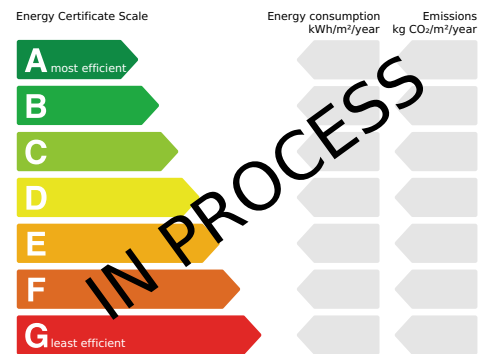 Energy Certificate Scale
Energy consumption
kWh/m²/year
Emissions
kg CO₂/m²/year
A most efficient
B
C
D
E
F
G least efficient
IN PROCESS